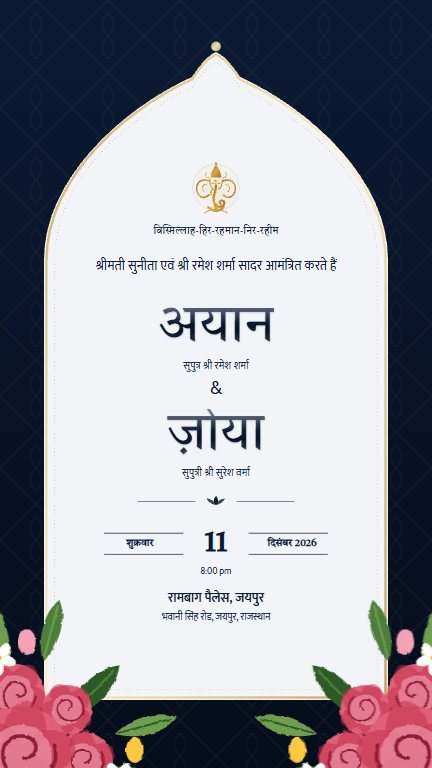 बिस्मिल्लाह-हिर-रहमान-निर-रहीम
श्रीमती सुनीता एवं श्री रमेश शर्मा सादर आमंत्रित करते हैं
अयान
सुपुत्र श्री रमेश शर्मा
&
ज़ोया
सुपुत्री श्री सुरेश वर्मा
शुक्रवार 11 दिसंबर 2026
8:00 pm
रामबाग पैलेस, जयपुर
भवानी सिंह रोड, जयपुर, राजस्थान